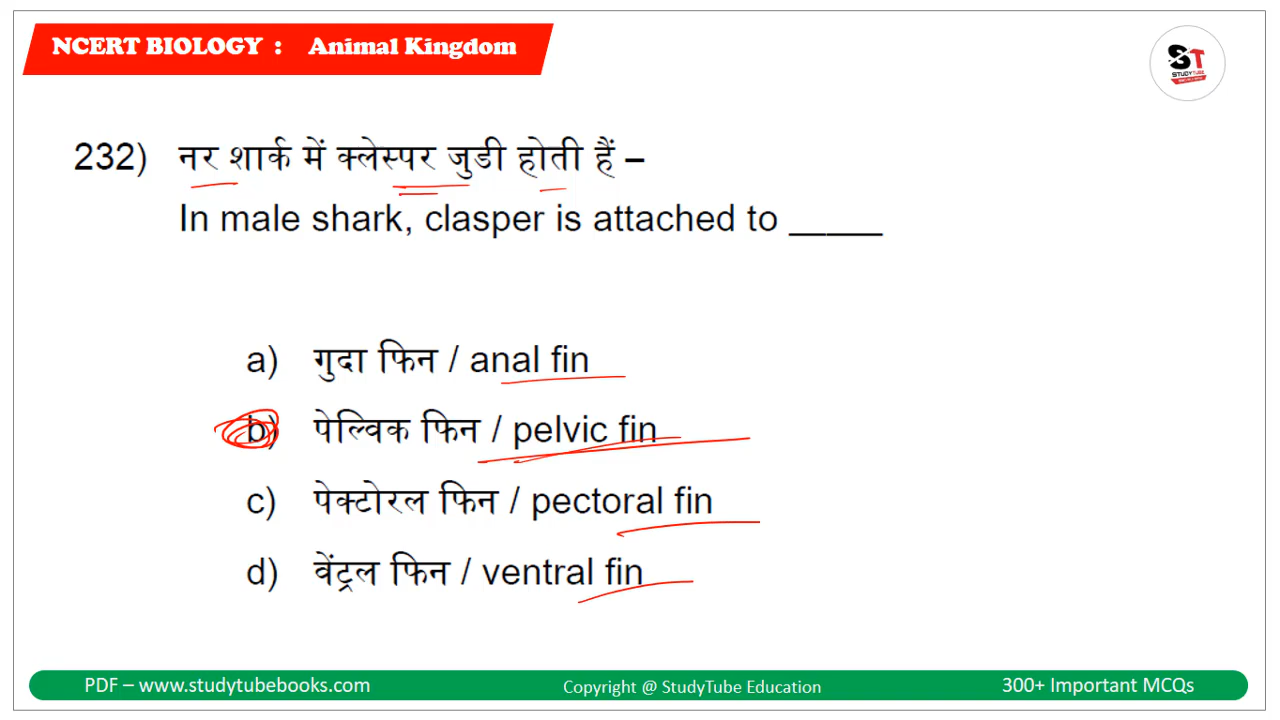 NCERT BIOLOGY : Animal Kingdom
ST
STUDYTUBE
232) नर शार्क में क्लेस्पर जुडी होती हैं –
In male shark, clasper is attached to _____
a) गुदा फिन / anal fin
b) पेल्विक फिन / pelvic fin
c) पेक्टोरल फिन / pectoral fin
d) वेंट्रल फिन / ventral fin
PDF – www.studytubebooks.com Copyright @ StudyTube Education 300+ Important MCQs